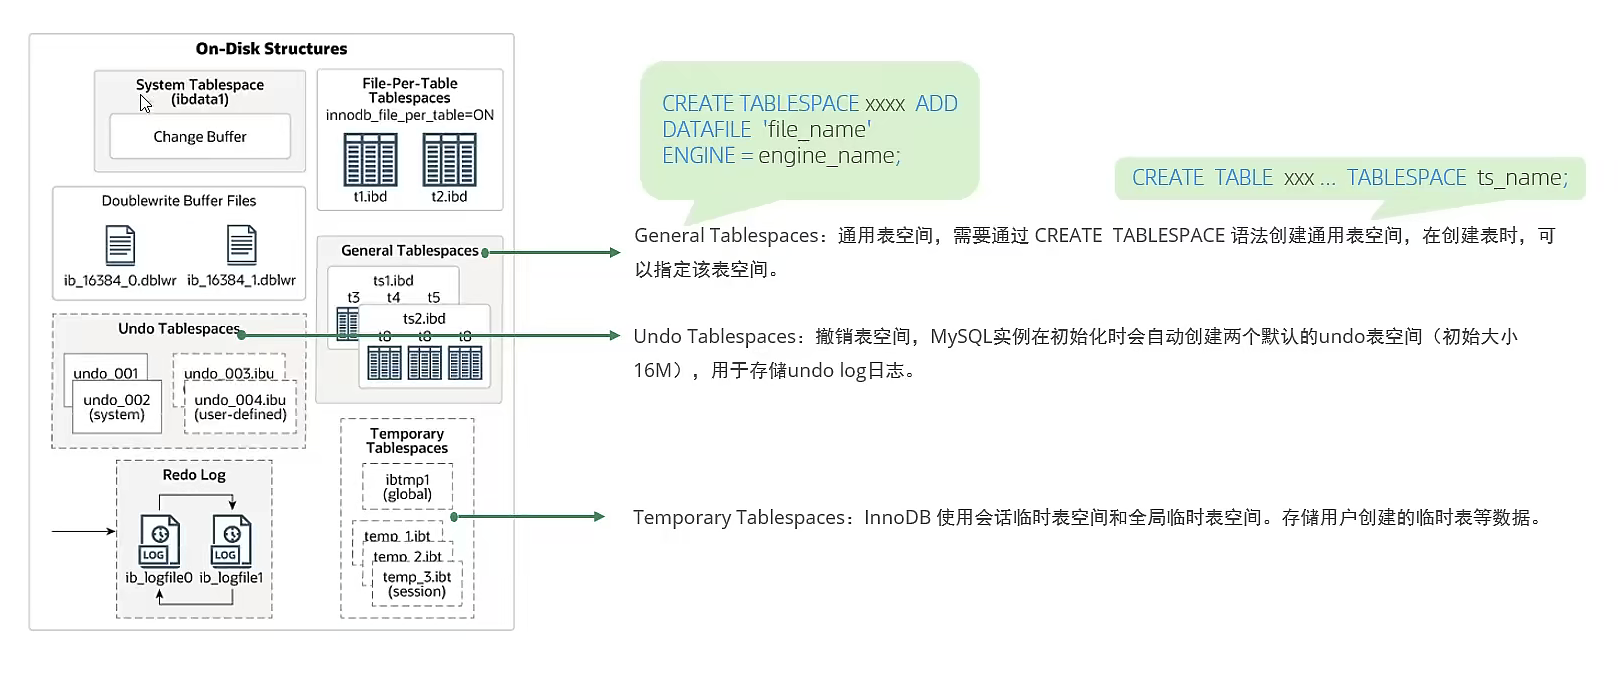 On-Disk Structures
System Tablespace
(ibdata1)
Change Buffer
File-Per-Table
Tablespaces
innodb_file_per_table=ON
t1.ibd
t2.ibd
Doublewrite Buffer Files
ib_16384_0.dblwr
ib_16384_1.dblwr
General Tablespaces
ts1.ibd
t3 t4 t5
ts2.ibd
t8 t8 t8
Undo Tablespaces
undo_001
undo_002
(system)
undo_003.ibu
undo_004.ibu
(user-defined)
Temporary
Tablespaces
ibtmp1
(global)
temp_1.ibt
temp_2.ibt
temp_3.ibt
(session)
Redo Log
LOG
LOG
ib_logfile0
ib_logfile1
CREATE TABLESPACE xxxx ADD
DATAFILE 'file_name'
ENGINE = engine_name;
CREATE TABLE xxx ... TABLESPACE ts_name;
General Tablespaces：通用表空间，需要通过 CREATE TABLESPACE 语法创建通用表空间，在创建表时，可
以指定该表空间。
Undo Tablespaces：撤销表空间，MySQL实例在初始化时会自动创建两个默认的undo表空间（初始大小
16M），用于存储undo log日志。
Temporary Tablespaces：InnoDB 使用会话临时表空间和全局临时表空间。存储用户创建的临时表等数据。